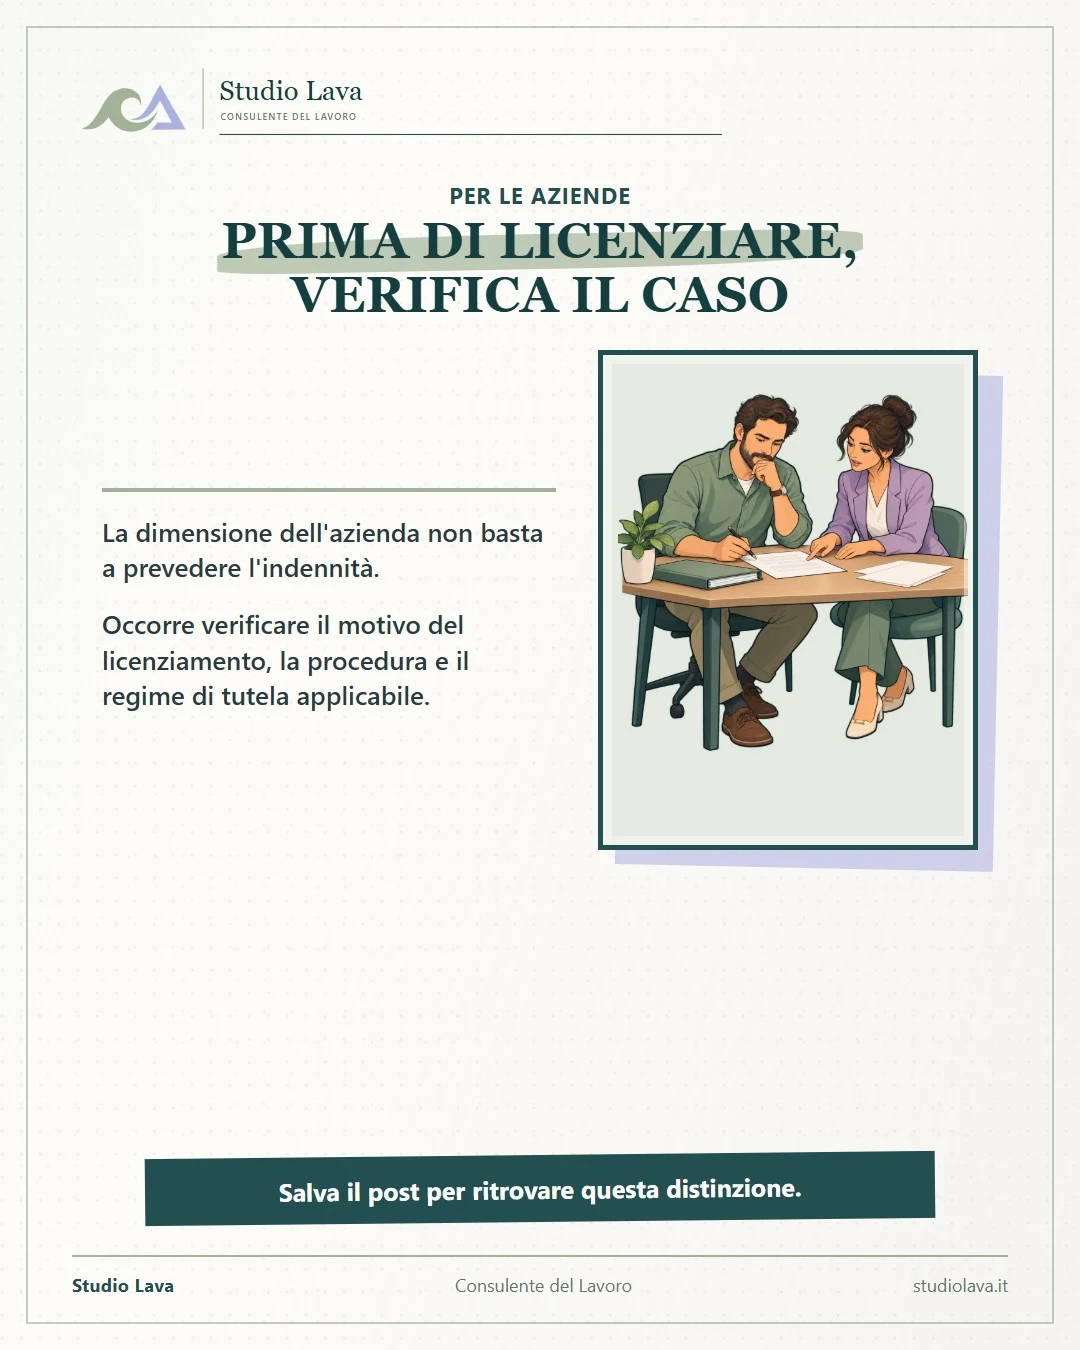 Studio Lava
CONSULENTE DEL LAVORO
PER LE AZIENDE
PRIMA DI LICENZIARE,
VERIFICA IL CASO
La dimensione dell'azienda non basta
a prevedere l'indennità.
Occorre verificare il motivo del
licenziamento, la procedura e il
regime di tutela applicabile.
Salva il post per ritrovare questa distinzione.
Studio Lava
Consulente del Lavoro
studiolava.it